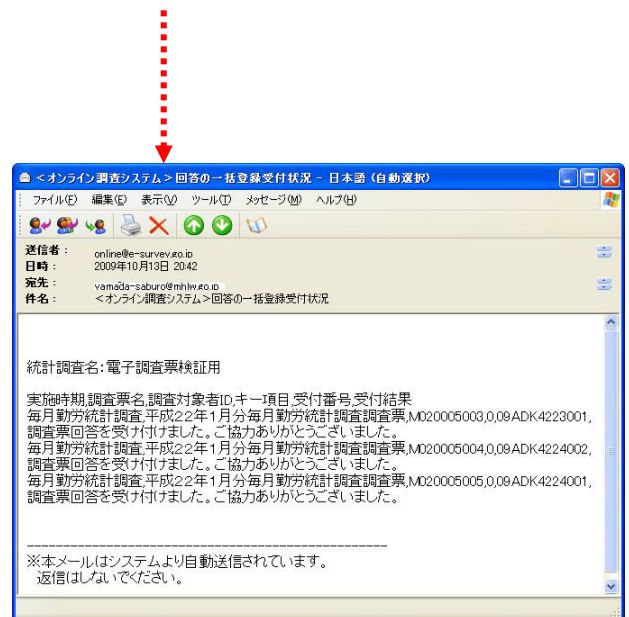 <オンライン調査システム>回答の一括登録受付状況 - 日本語 (自動選択)
ファイル(F) 編集(E) 表示(V) ツール(T) メッセージ(M) ヘルプ(H)
送信者： online@e-survey.go.jp
日時： 2009年10月13日 20:42
宛先： yamada-saburo@mhlw.go.jp
件名： <オンライン調査システム>回答の一括登録受付状況
統計調査名:電子調査票検証用
実施時期,調査票名,調査対象者ID,キー項目,受付番号,受付結果
毎月勤労統計調査,平成22年1月分毎月勤労統計調査調査票,M020005003,0,09ADK4223001,
調査票回答を受け付けました。ご協力ありがとうございました。
毎月勤労統計調査,平成22年1月分毎月勤労統計調査調査票,M020005004,0,09ADK4224002,
調査票回答を受け付けました。ご協力ありがとうございました。
毎月勤労統計調査,平成22年1月分毎月勤労統計調査調査票,M020005005,0,09ADK4224001,
調査票回答を受け付けました。ご協力ありがとうございました。
--------------------------------------------------
※本メールはシステムより自動送信されています。
返信はしないでください。